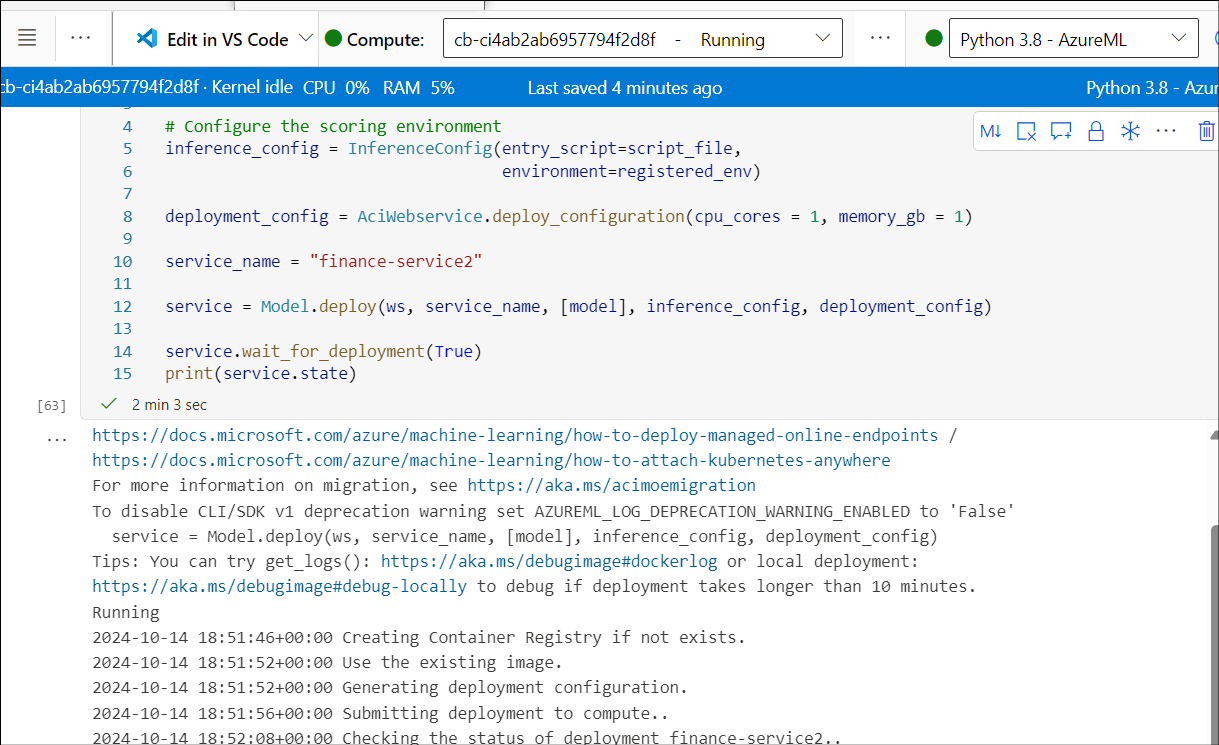 Edit in VS Code
Compute:
cb-ci4ab2ab6957794f2d8f - Running
Python 3.8 - AzureML
cb-ci4ab2ab6957794f2d8f · Kernel idle CPU 0% RAM 5%
Last saved 4 minutes ago
Python 3.8 - Azur
M↓
4 # Configure the scoring environment
5 inference_config = InferenceConfig(entry_script=script_file,
6 environment=registered_env)
7
8 deployment_config = AciWebservice.deploy_configuration(cpu_cores = 1, memory_gb = 1)
9
10 service_name = "finance-service2"
11
12 service = Model.deploy(ws, service_name, [model], inference_config, deployment_config)
13
14 service.wait_for_deployment(True)
15 print(service.state)
[63] 2 min 3 sec
https://docs.microsoft.com/azure/machine-learning/how-to-deploy-managed-online-endpoints /
https://docs.microsoft.com/azure/machine-learning/how-to-attach-kubernetes-anywhere
For more information on migration, see https://aka.ms/acimoemigration
To disable CLI/SDK v1 deprecation warning set AZUREML_LOG_DEPRECATION_WARNING_ENABLED to 'False'
service = Model.deploy(ws, service_name, [model], inference_config, deployment_config)
Tips: You can try get_logs(): https://aka.ms/debugimage#dockerlog or local deployment:
https://aka.ms/debugimage#debug-locally to debug if deployment takes longer than 10 minutes.
Running
2024-10-14 18:51:46+00:00 Creating Container Registry if not exists.
2024-10-14 18:51:52+00:00 Use the existing image.
2024-10-14 18:51:52+00:00 Generating deployment configuration.
2024-10-14 18:51:56+00:00 Submitting deployment to compute..
2024-10-14 18:52:08+00:00 Checking the status of deployment finance-service2..